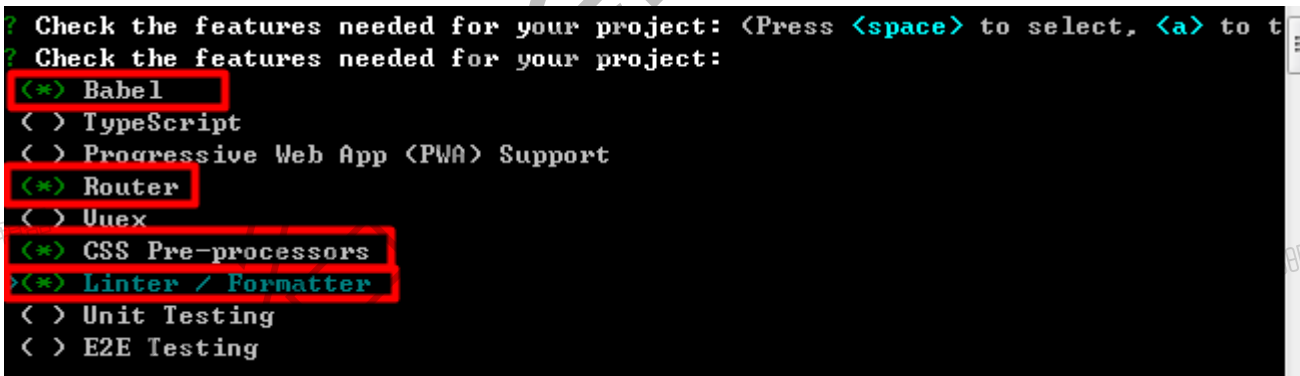 ? Check the features needed for your project: (Press <space> to select, <a> to t
? Check the features needed for your project:
(*) Babel
( ) TypeScript
( ) Progressive Web App (PWA) Support
(*) Router
( ) Vuex
(*) CSS Pre-processors
>(*) Linter / Formatter
( ) Unit Testing
( ) E2E Testing